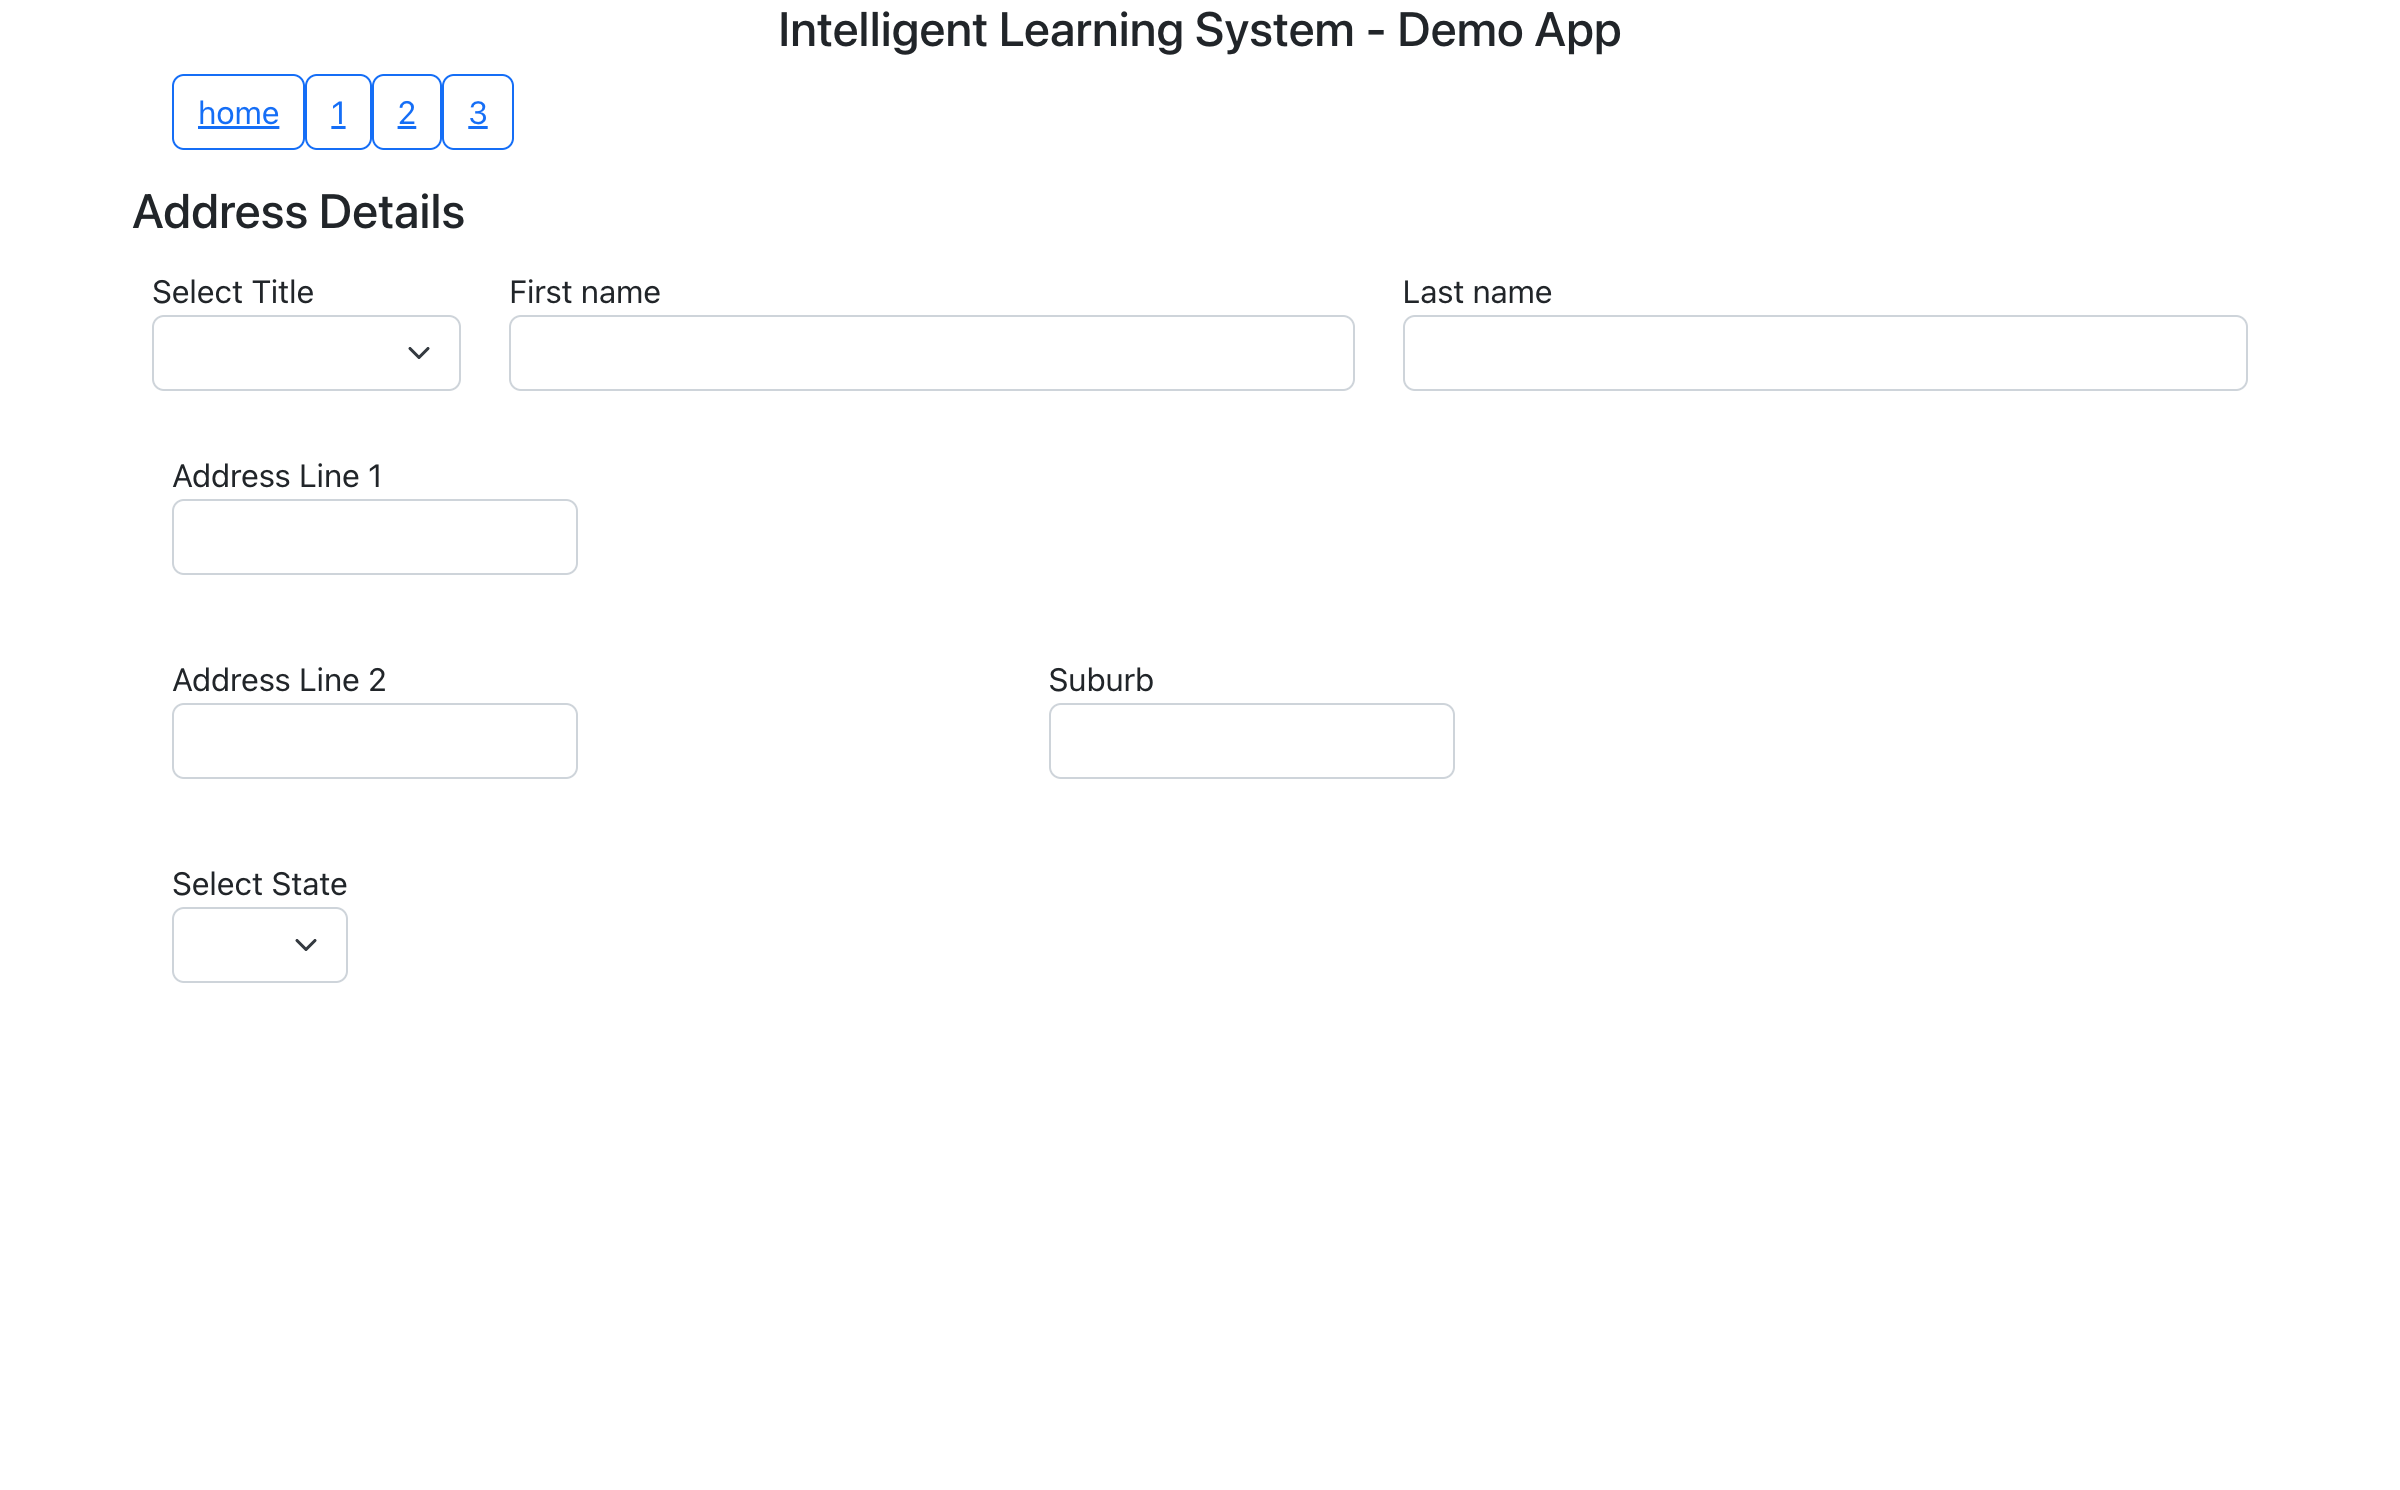 Intelligent Learning System - Demo App
home 1 2 3
Address Details
Select Title First name Last name
Address Line 1
Address Line 2 Suburb
Select State